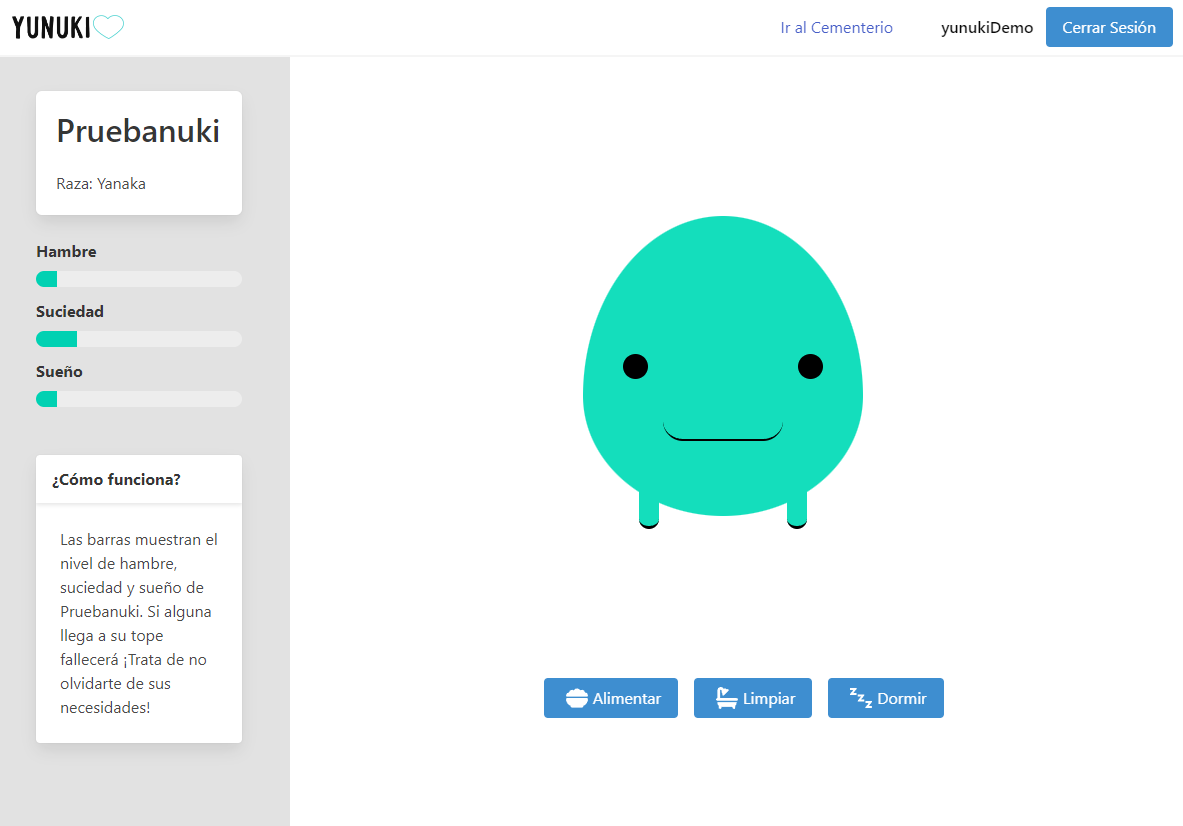 YUNUKI
Ir al Cementerio
yunukiDemo
Cerrar Sesión
Pruebanuki
Raza: Yanaka
Hambre
Suciedad
Sueño
¿Cómo funciona?
Las barras muestran el
nivel de hambre,
suciedad y sueño de
Pruebanuki. Si alguna
llega a su tope
fallecerá ¡Trata de no
olvidarte de sus
necesidades!
Alimentar
Limpiar
zzz Dormir